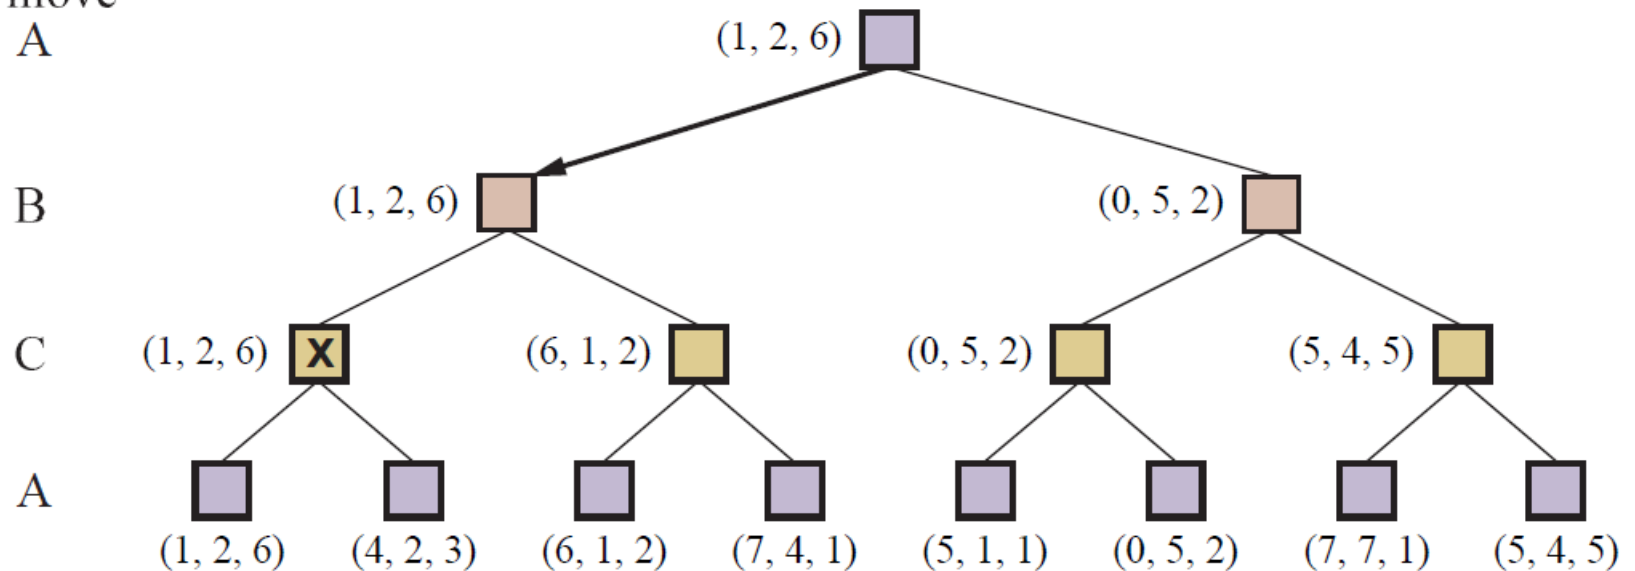 move
A (1, 2, 6)
B (1, 2, 6) (0, 5, 2)
C (1, 2, 6) X (6, 1, 2) (0, 5, 2) (5, 4, 5)
A
(1, 2, 6) (4, 2, 3) (6, 1, 2) (7, 4, 1) (5, 1, 1) (0, 5, 2) (7, 7, 1) (5, 4, 5)